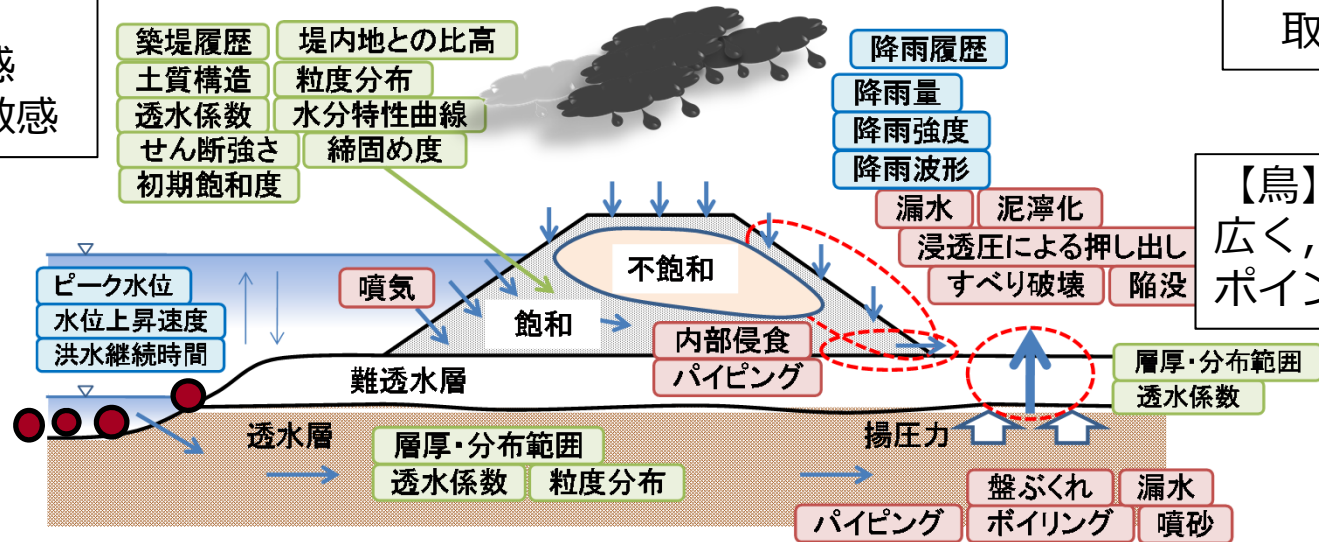 感
敏感
取
築堤履歴
堤内地との比高
土質構造
粒度分布
透水係数
水分特性曲線
せん断強さ
締固め度
初期飽和度
降雨履歴
降雨量
降雨強度
降雨波形
漏水
泥濘化
浸透圧による押し出し
すべり破壊
陥没
【鳥】
広く,
ポイン
ピーク水位
水位上昇速度
洪水継続時間
噴気
不飽和
飽和
内部侵食
パイピング
難透水層
層厚・分布範囲
透水係数
透水層
層厚・分布範囲
透水係数
粒度分布
揚圧力
盤ぶくれ
漏水
パイピング
ボイリング
噴砂